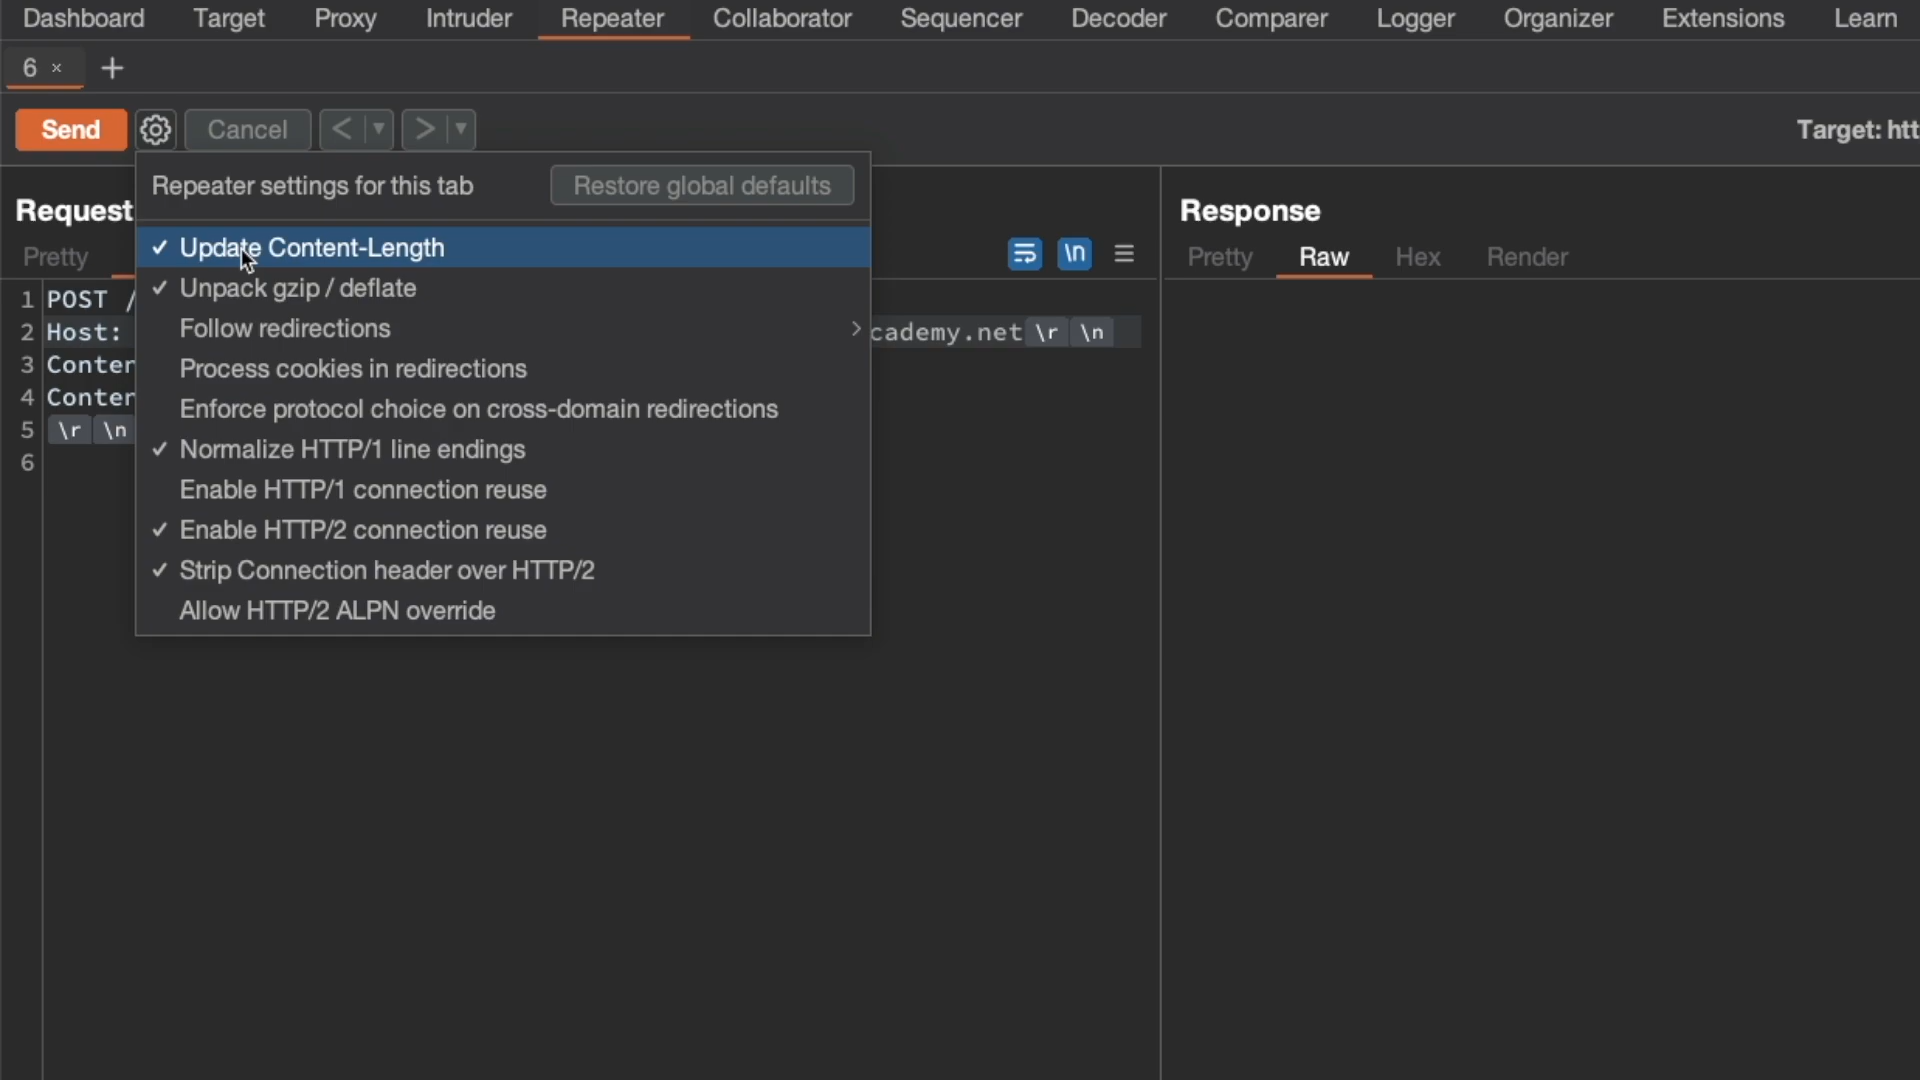 Dashboard Target Proxy Intruder Repeater Collaborator Sequencer Decoder Comparer Logger Organizer Extensions Learn
6 × +
Send Cancel < ▾ > ▾ Target: htt
Repeater settings for this tab Restore global defaults
Request
Response
Pretty
\n
Pretty Raw Hex Render
✓ Update Content-Length
✓ Unpack gzip / deflate
Follow redirections >
Process cookies in redirections
Enforce protocol choice on cross-domain redirections
✓ Normalize HTTP/1 line endings
Enable HTTP/1 connection reuse
✓ Enable HTTP/2 connection reuse
✓ Strip Connection header over HTTP/2
Allow HTTP/2 ALPN override
1 POST /
2 Host: cademy.net \r \n
3 Conten
4 Conten
5 \r \n
6